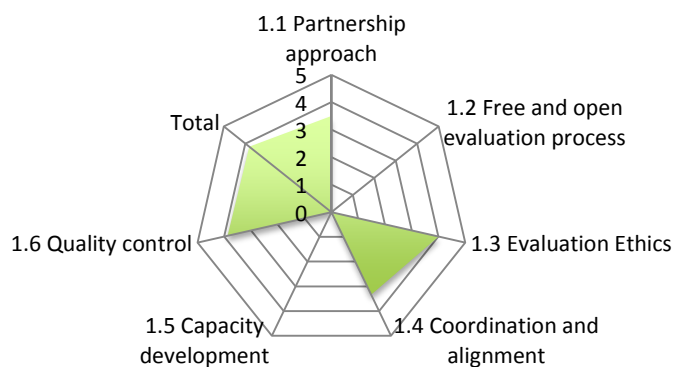 1.1 Partnership
approach
5
4
3
2
1
0
1.2 Free and open
evaluation process
1.3 Evaluation Ethics
1.4 Coordination and
alignment
1.5 Capacity
development
1.6 Quality control
Total